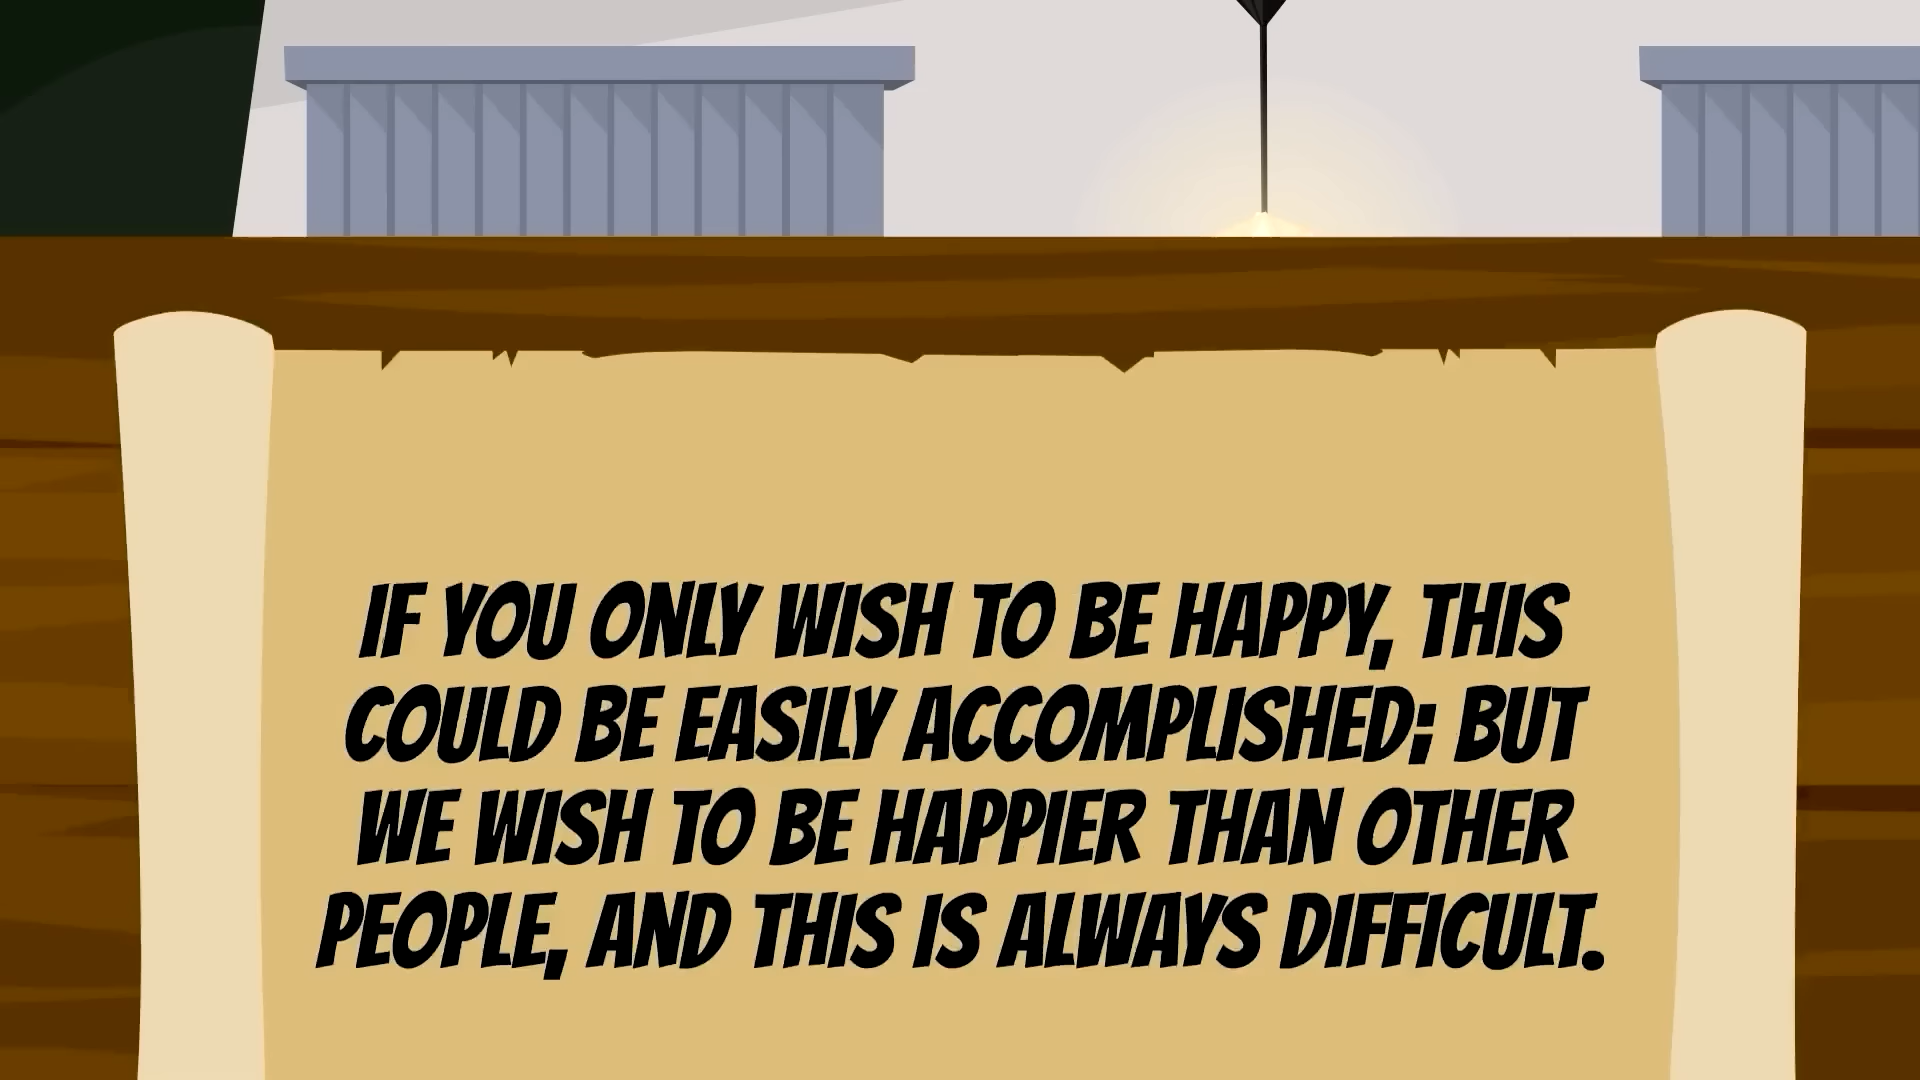 IF YOU ONLY WISH TO BE HAPPY, THIS
COULD BE EASILY ACCOMPLISHED; BUT
WE WISH TO BE HAPPIER THAN OTHER
PEOPLE, AND THIS IS ALWAYS DIFFICULT.